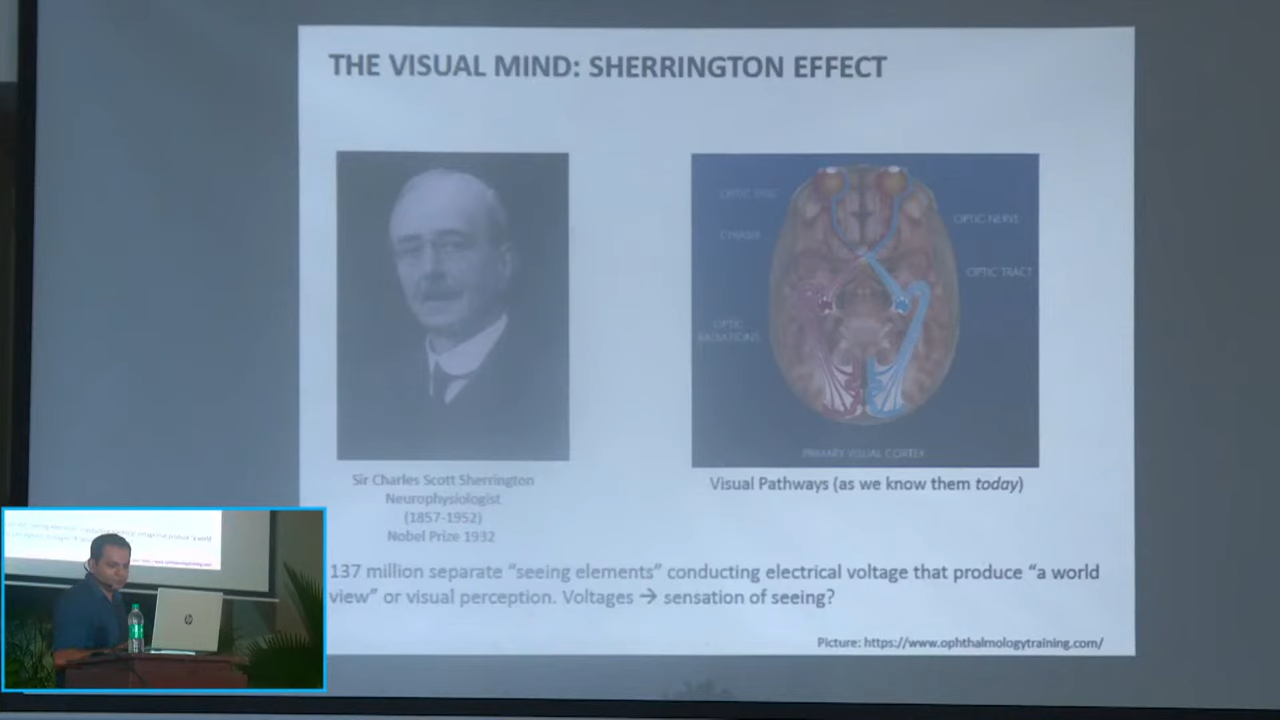 THE VISUAL MIND: SHERRINGTON EFFECT
OPTIC NERVE
CHIASM
OPTIC TRACT
OPTIC
RADIATIONS
PRIMARY VISUAL CORTEX
Sir Charles Scott Sherrington
Neurophysiologist
(1857-1952)
Nobel Prize 1932
Visual Pathways (as we know them today)
137 million separate “seeing elements” conducting electrical voltage that produce “a world
view” or visual perception. Voltages → sensation of seeing?
Picture: https://www.ophthalmologytraining.com/
hp